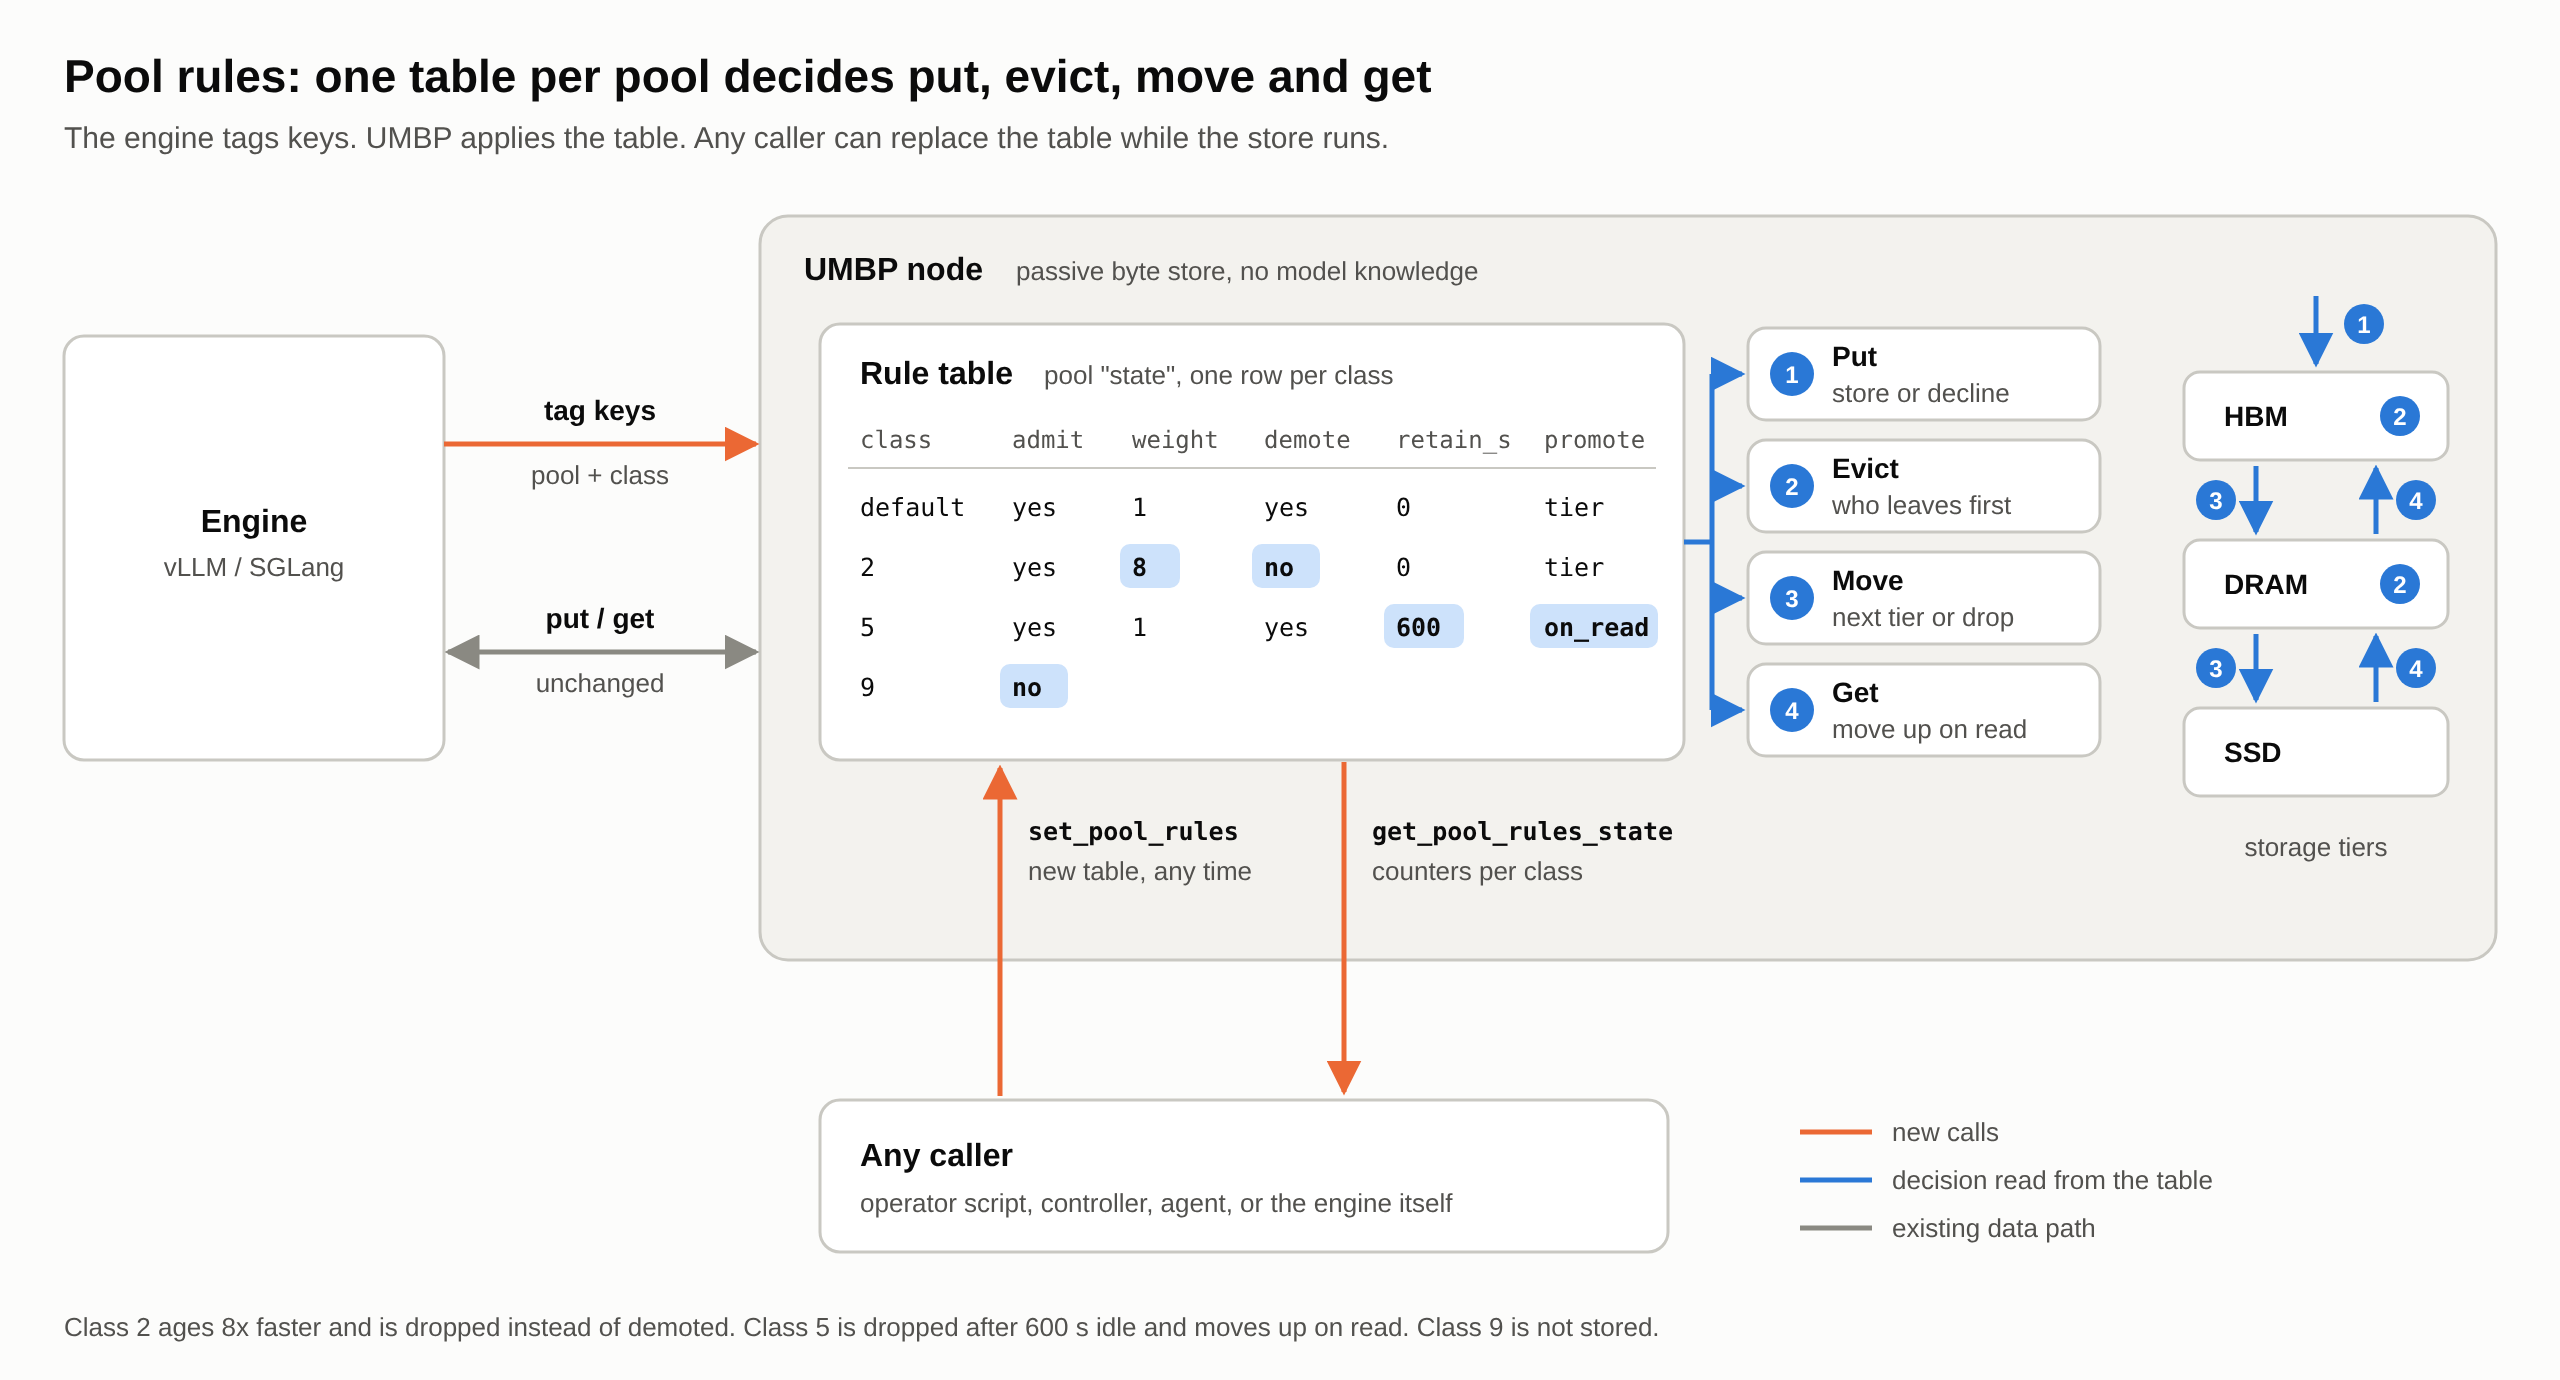 Pool rules: one table per pool decides put, evict, move and get
The engine tags keys. UMBP applies the table. Any caller can replace the table while the store runs.
UMBP node passive byte store, no model knowledge
Engine
vLLM / SGLang
tag keys
pool + class
put / get
unchanged
Rule table pool "state", one row per class
class admit weight demote retain_s promote
default yes 1 yes 0 tier
2 yes 8 no 0 tier
5 yes 1 yes 600 on_read
9 no
1 Put
store or decline
2 Evict
who leaves first
3 Move
next tier or drop
4 Get
move up on read
1
HBM 2
3 4
DRAM 2
3 4
SSD
storage tiers
set_pool_rules
new table, any time
get_pool_rules_state
counters per class
Any caller
operator script, controller, agent, or the engine itself
new calls
decision read from the table
existing data path
Class 2 ages 8x faster and is dropped instead of demoted. Class 5 is dropped after 600 s idle and moves up on read. Class 9 is not stored.